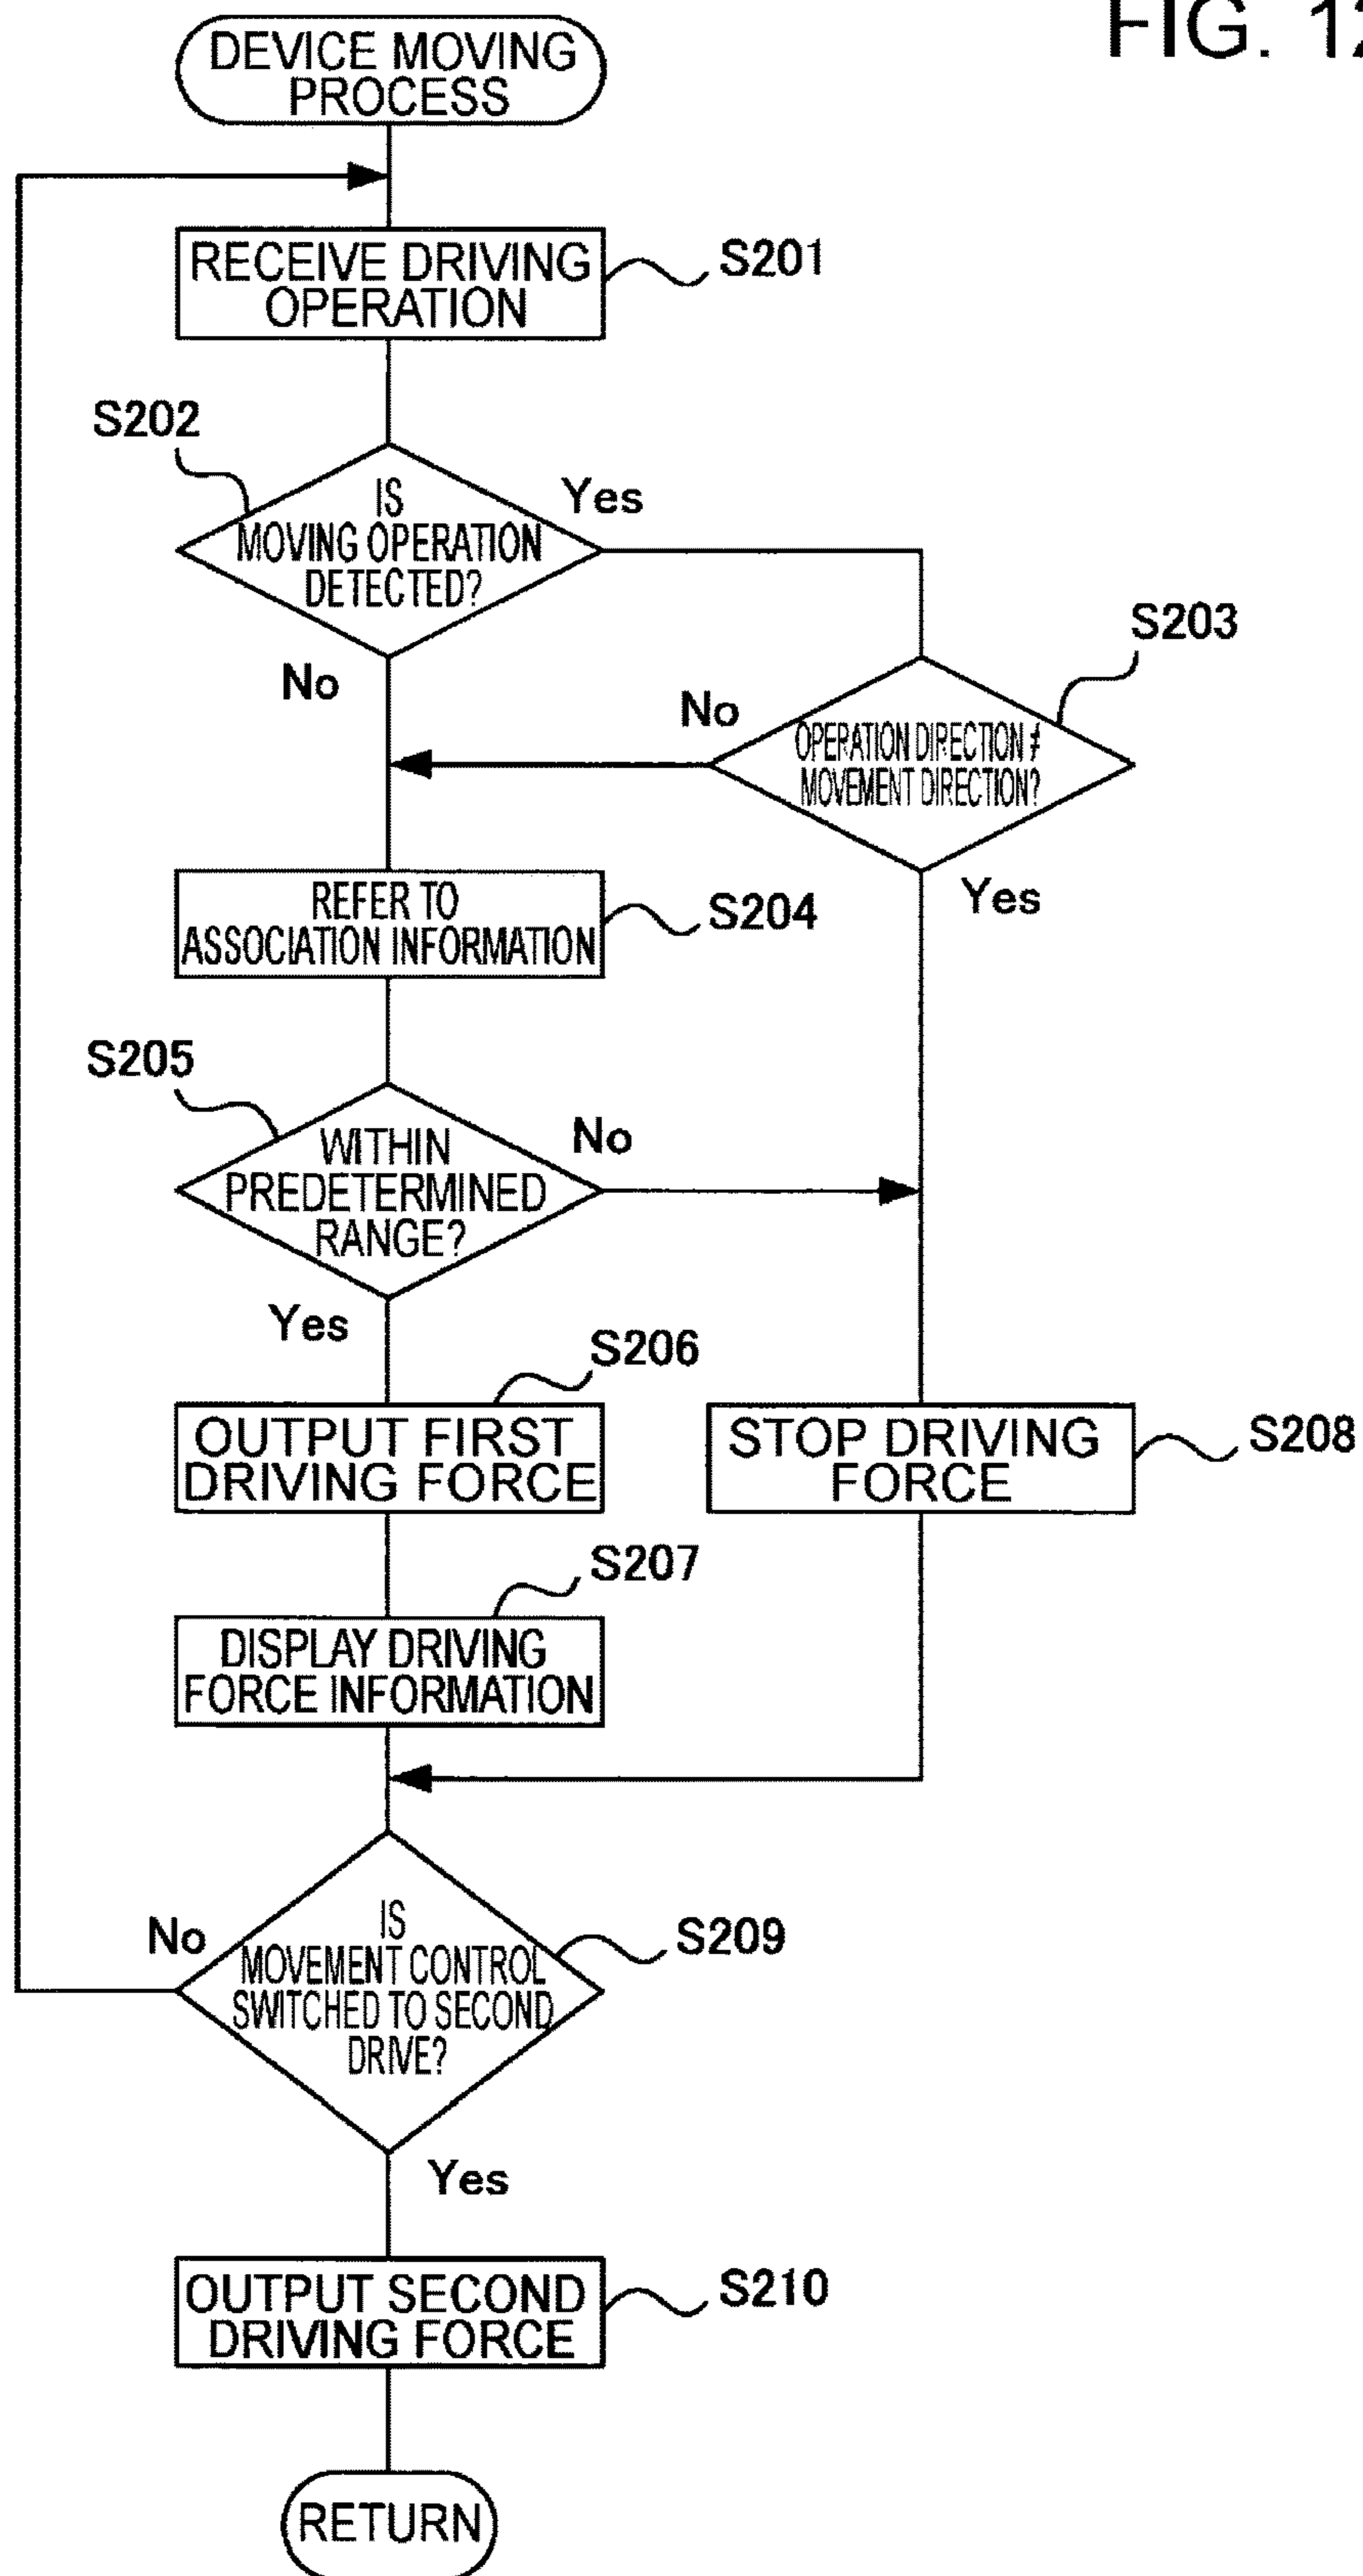 FIG. 12
DEVICE MOVING
PROCESS
RECEIVE DRIVING
OPERATION
S201
S202
IS
MOVING OPERATION
DETECTED?
Yes
No
S203
OPERATION DIRECTION ≠
MOVEMENT DIRECTION?
No
Yes
REFER TO
ASSOCIATION INFORMATION
S204
S205
WITHIN
PREDETERMINED
RANGE?
No
Yes
S206
OUTPUT FIRST
DRIVING FORCE
STOP DRIVING
FORCE
S208
S207
DISPLAY DRIVING
FORCE INFORMATION
No
IS
MOVEMENT CONTROL
SWITCHED TO SECOND
DRIVE?
S209
Yes
OUTPUT SECOND
DRIVING FORCE
S210
RETURN